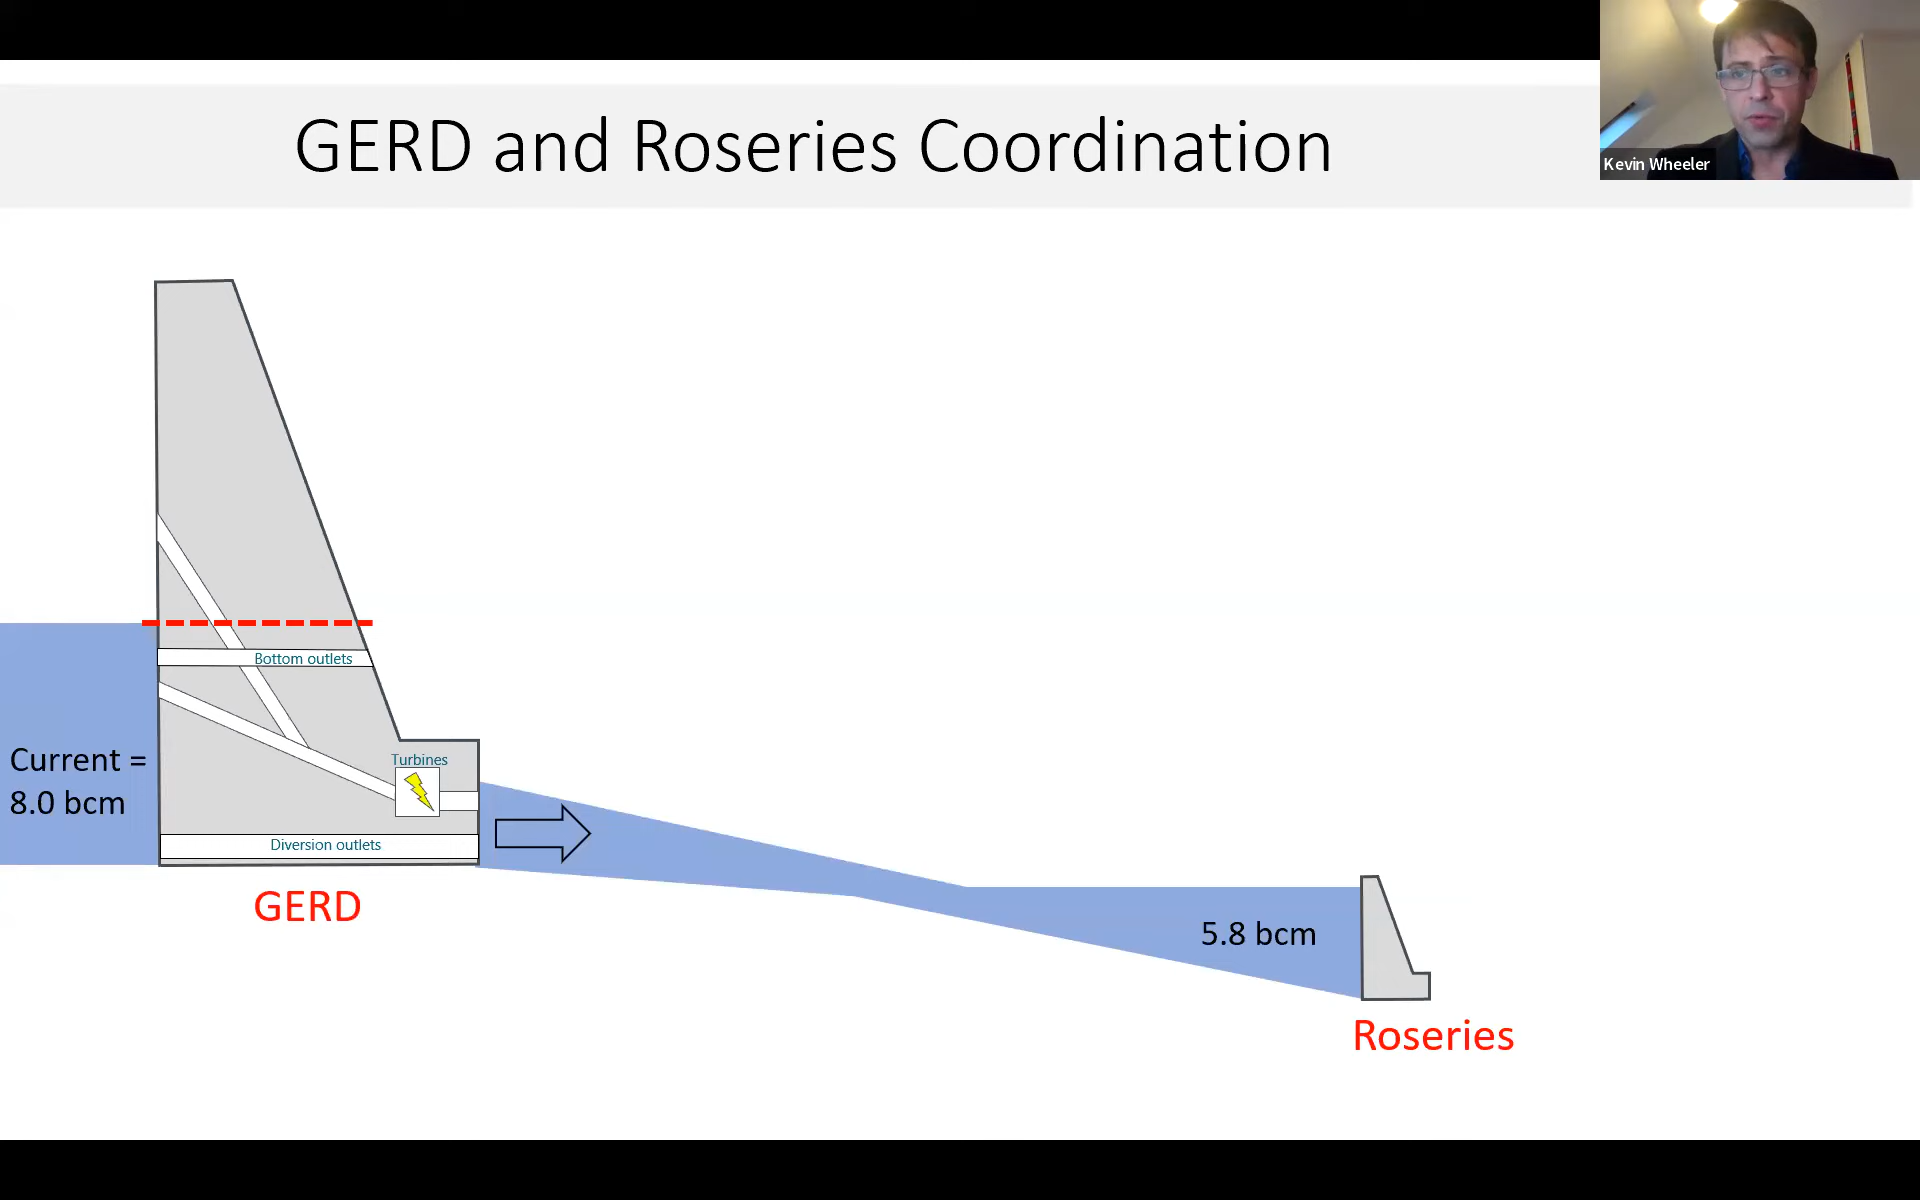 GERD and Roseries Coordination
Kevin Wheeler
Bottom outlets
Current =
8.0 bcm
Turbines
Diversion outlets
GERD
5.8 bcm
Roseries